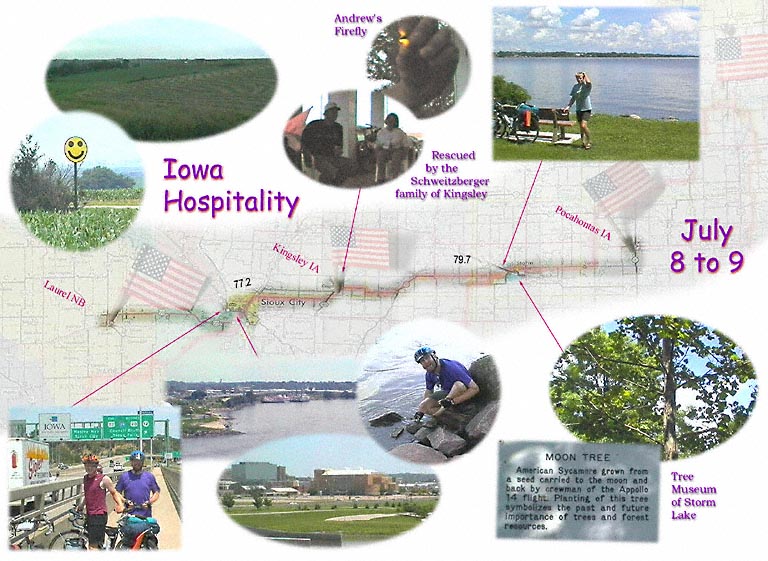 Andrew's
Firefly
Rescued
by the
Schweitzberger
family of Kingsley
Iowa
Hospitality
Pocahontas IA
July
8 to 9
Kingsley IA
79.7
77.2
Laurel NB
Sioux City
IOWA
MOON TREE
American Sycamore grown from
a seed carried to the moon and
back by crewman of the Appollo
14 flight. Planting of this tree
symbolizes the past and future
importance of trees and forest
resources.
Tree
Museum
of Storm
Lake